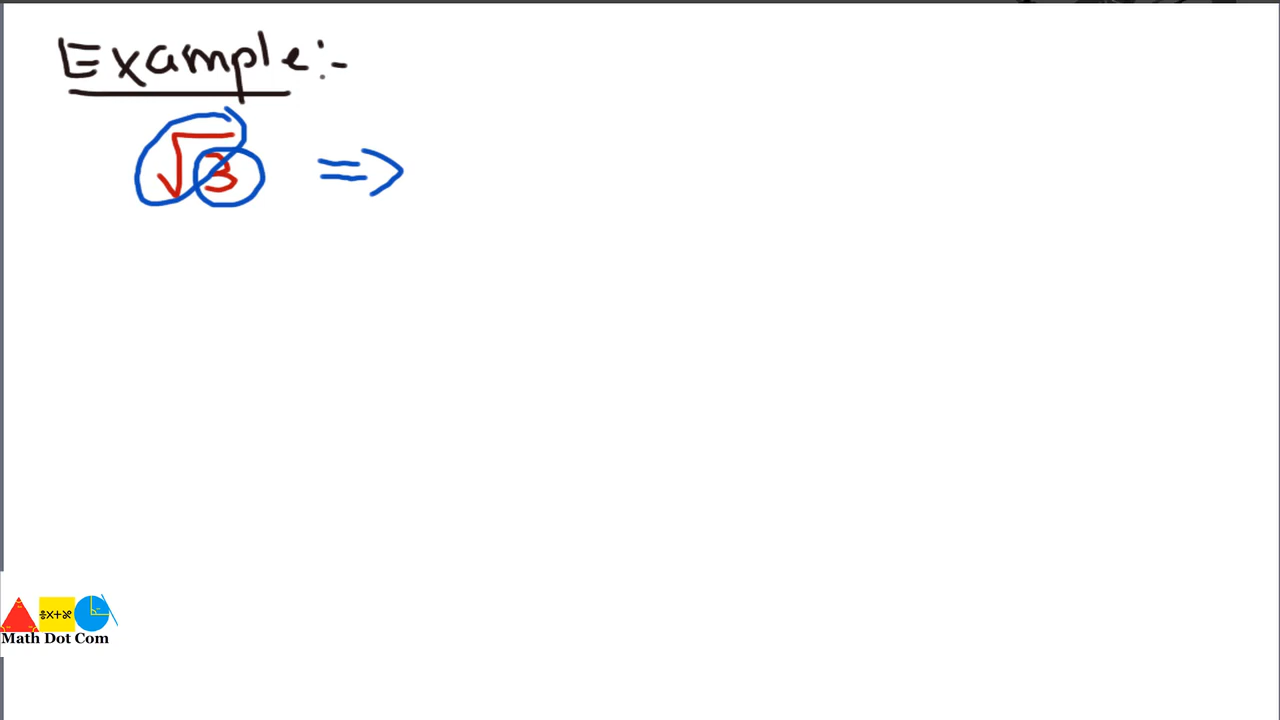 Example:-
√3 ⇒
÷x+%
Math Dot Com